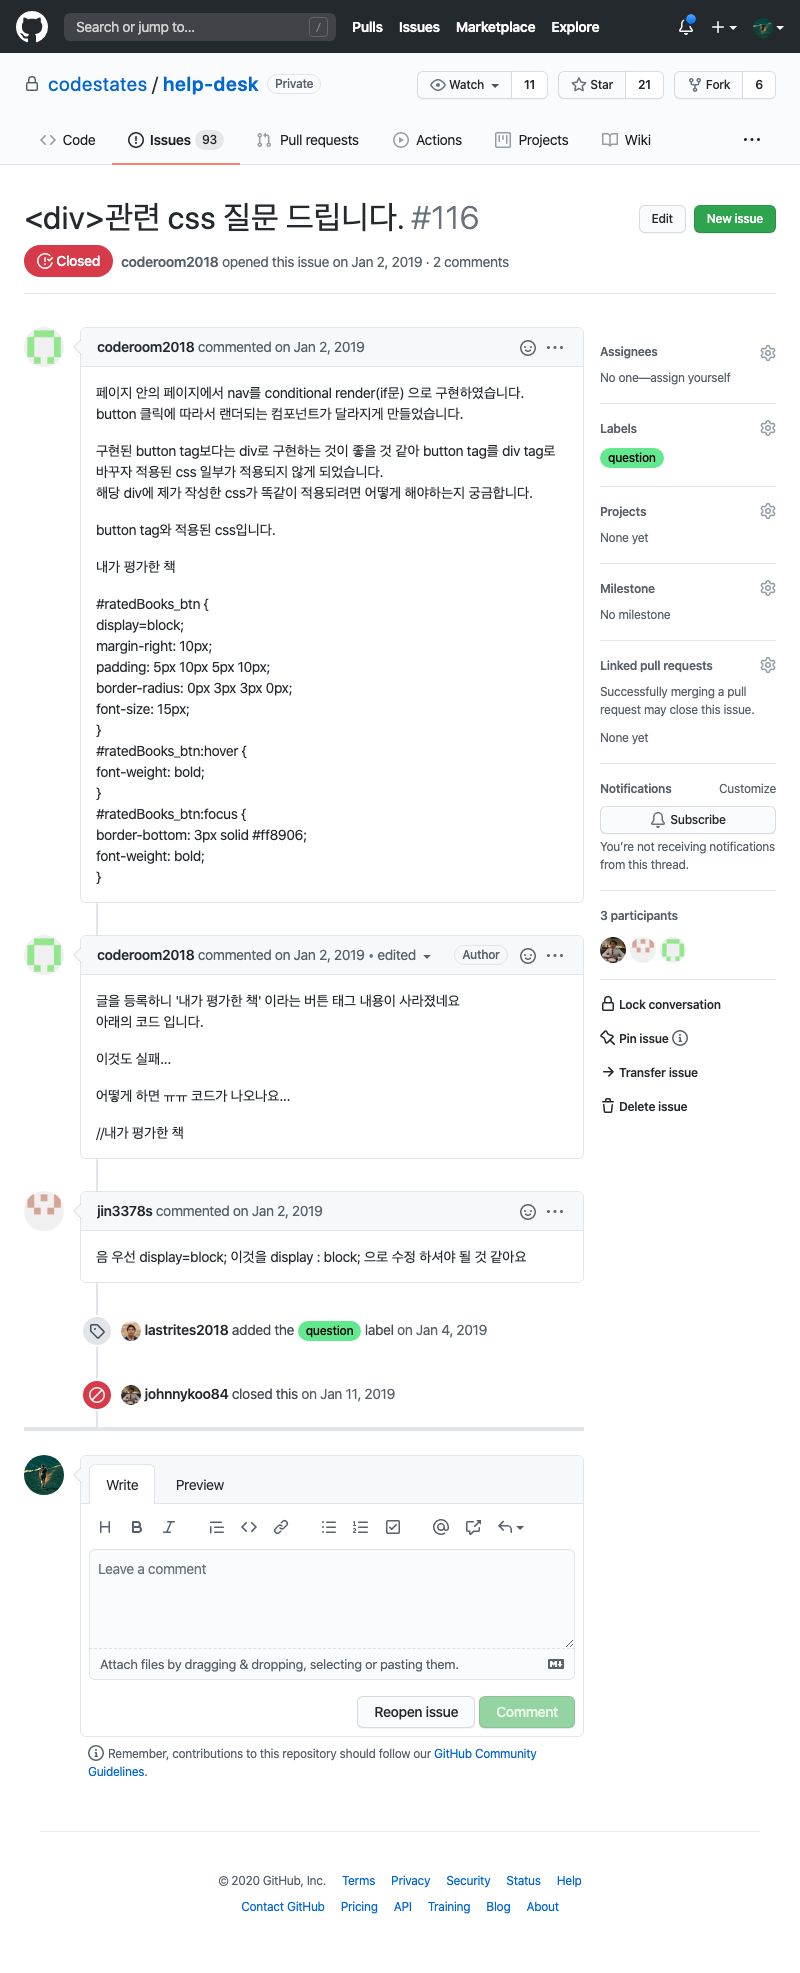 Search or jump to... /
Pulls Issues Marketplace Explore
codestates / help-desk Private
Watch 11 Star 21 Fork 6
Code Issues 93 Pull requests Actions Projects Wiki ...
<div>관련 css 질문 드립니다. #116
Edit New issue
Closed coderoom2018 opened this issue on Jan 2, 2019 · 2 comments
coderoom2018 commented on Jan 2, 2019
페이지 안의 페이지에서 nav를 conditional render(if문) 으로 구현하였습니다.
button 클릭에 따라서 랜더되는 컴포넌트가 달라지게 만들었습니다.
구현된 button tag보다는 div로 구현하는 것이 좋을 것 같아 button tag를 div tag로
바꾸자 적용된 css 일부가 적용되지 않게 되었습니다.
해당 div에 제가 작성한 css가 똑같이 적용되려면 어떻게 해야하는지 궁금합니다.
button tag와 적용된 css입니다.
내가 평가한 책
#ratedBooks_btn {
display=block;
margin-right: 10px;
padding: 5px 10px 5px 10px;
border-radius: 0px 3px 3px 0px;
font-size: 15px;
}
#ratedBooks_btn:hover {
font-weight: bold;
}
#ratedBooks_btn:focus {
border-bottom: 3px solid #ff8906;
font-weight: bold;
}
coderoom2018 commented on Jan 2, 2019 • edited Author
글을 등록하니 '내가 평가한 책' 이라는 버튼 태그 내용이 사라졌네요
아래의 코드 입니다.
이것도 실패...
어떻게 하면 ㅠㅠ 코드가 나오나요...
//내가 평가한 책
jin3378s commented on Jan 2, 2019
음 우선 display=block; 이것을 display : block; 으로 수정 하셔야 될 것 같아요
lastrites2018 added the question label on Jan 4, 2019
johnnykoo84 closed this on Jan 11, 2019
Write Preview
Leave a comment
Attach files by dragging & dropping, selecting or pasting them.
Reopen issue Comment
Remember, contributions to this repository should follow our GitHub Community
Guidelines.
Assignees
No one—assign yourself
Labels
question
Projects
None yet
Milestone
No milestone
Linked pull requests
Successfully merging a pull
request may close this issue.
None yet
Notifications Customize
Subscribe
You're not receiving notifications
from this thread.
3 participants
Lock conversation
Pin issue
Transfer issue
Delete issue
© 2020 GitHub, Inc. Terms Privacy Security Status Help
Contact GitHub Pricing API Training Blog About